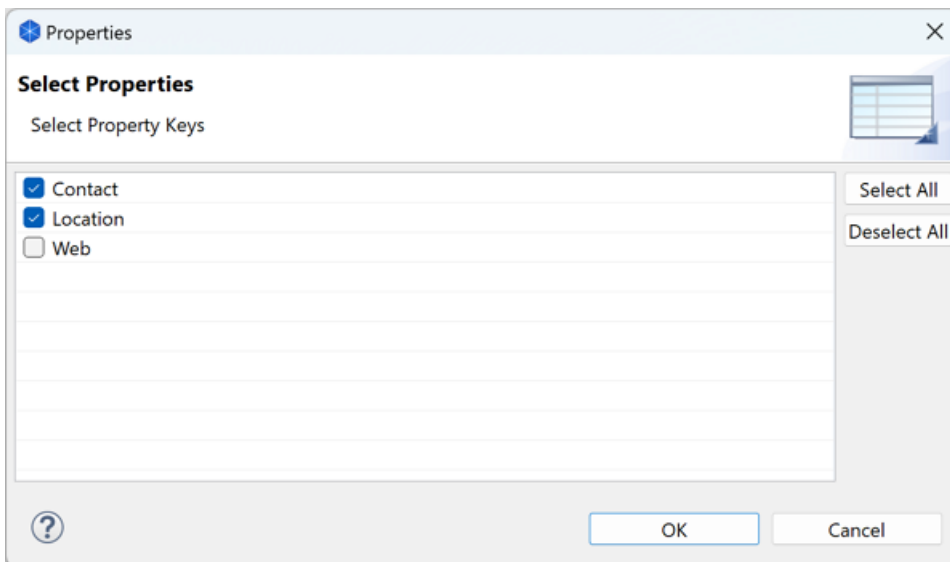 Properties
Select Properties
Select Property Keys
Contact
Location
Web
Select All
Deselect All
?
OK
Cancel